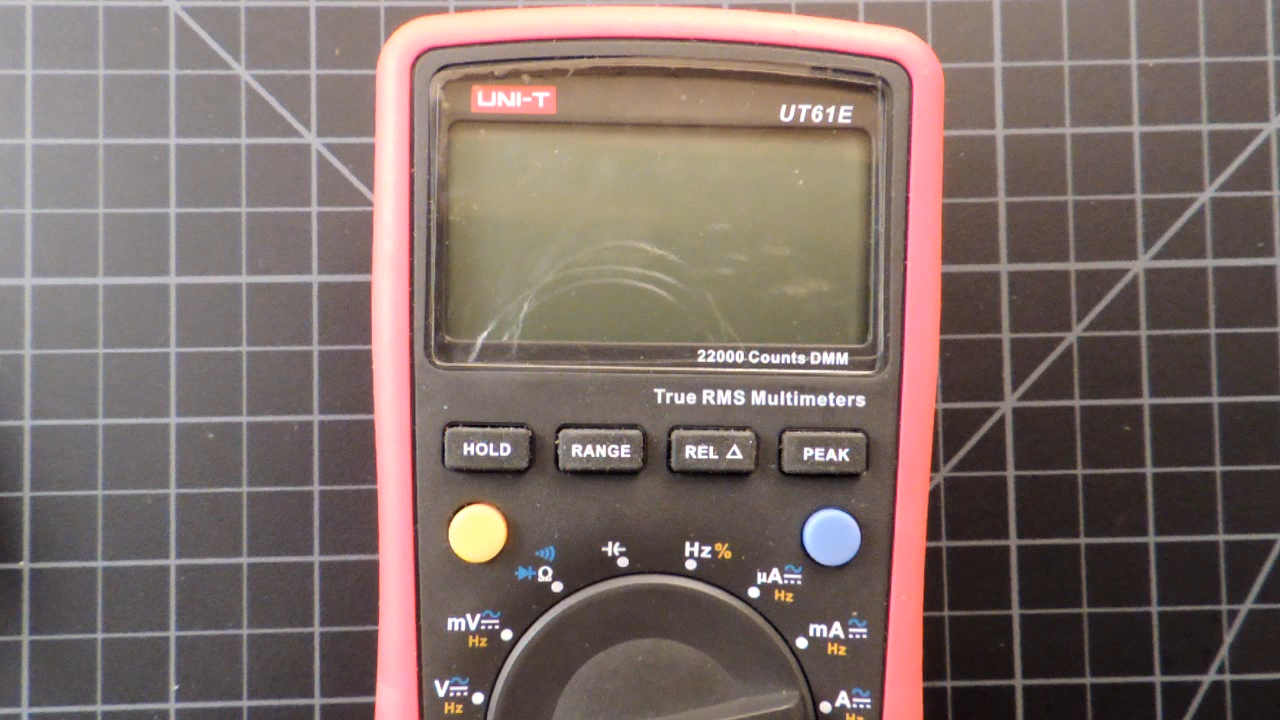 UNI-T
UT61E
22000 Counts DMM
True RMS Multimeters
HOLD RANGE REL Δ PEAK
Hz %
Ω
μA
Hz
mV
Hz
mA
Hz
V
Hz
A
Hz